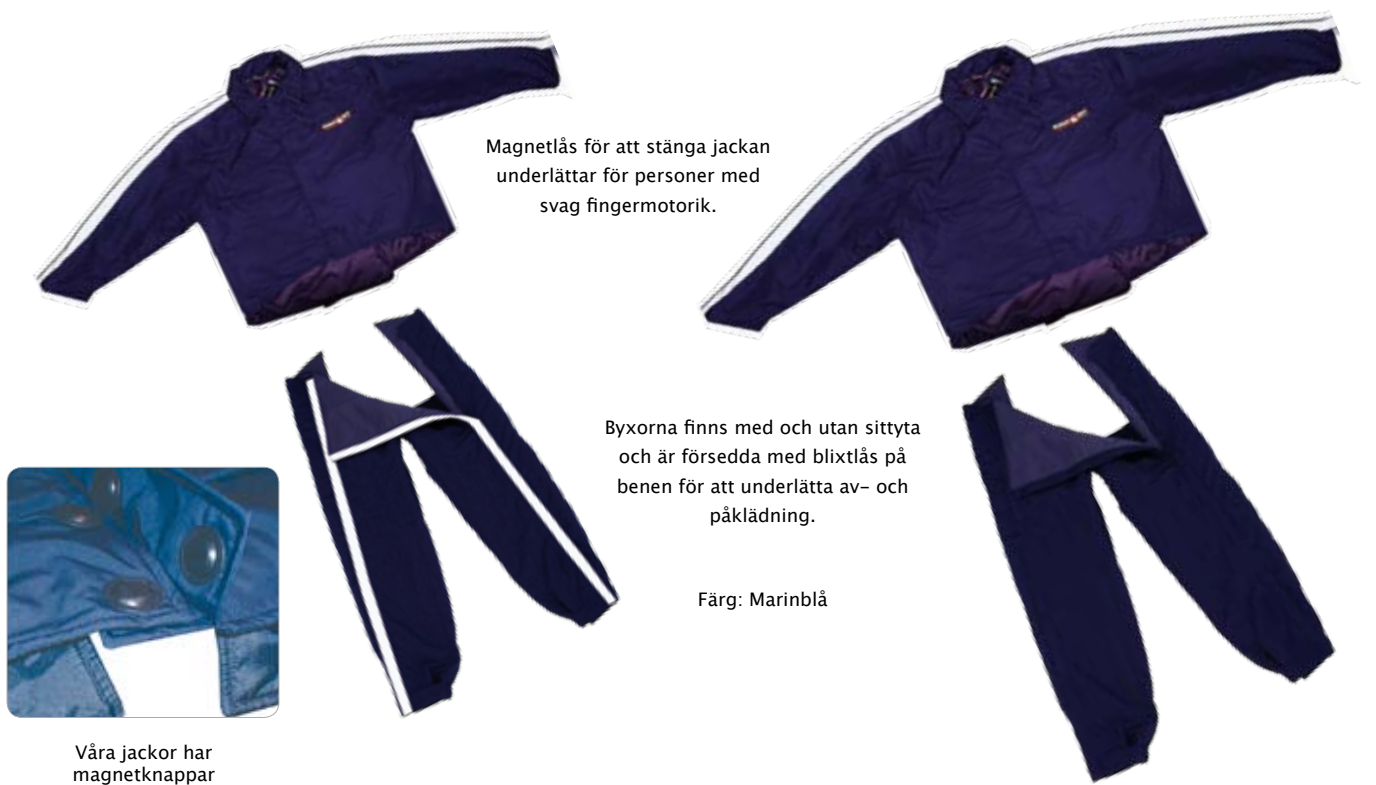 Magnetlås för att stänga jackan
underlättar för personer med
svag fingermotorik.
Byxorna finns med och utan sittyta
och är försedda med blixtlås på
benen för att underlätta av- och
påklädning.
Färg: Marinblå
Våra jackor har
magnetknappar